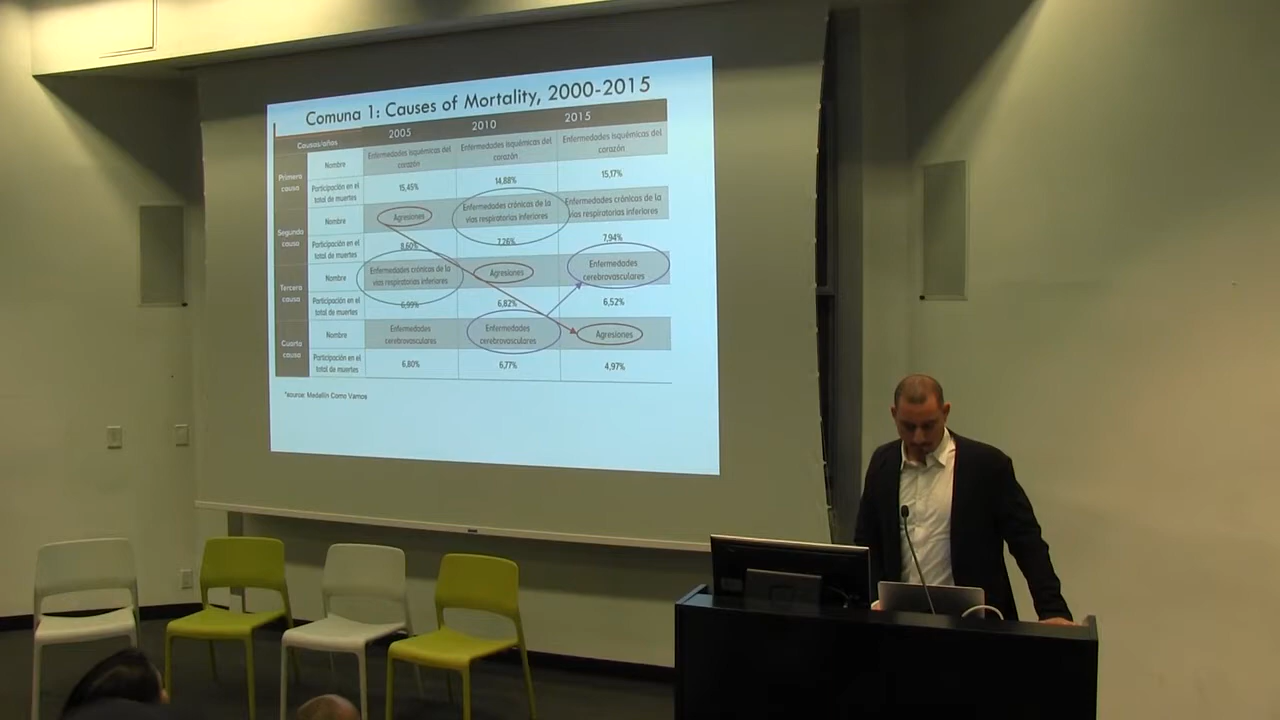 Comuna 1: Causes of Mortality, 2000-2015
Causas/años
2005
2010
2015
Primera
causa
Nombre
Enfermedades isquémicas del
corazón
Enfermedades isquémicas del
corazón
Enfermedades isquémicas del
corazón
Participación en el
total de muertes
15,45%
14,88%
15,17%
Segunda
causa
Nombre
Agresiones
Enfermedades crónicas de la
vías respiratorias inferiores
Enfermedades crónicas de la
vías respiratorias inferiores
Participación en el
total de muertes
8,60%
7,26%
7,94%
Tercera
causa
Nombre
Enfermedades crónicas de la
vías respiratorias inferiores
Agresiones
Enfermedades
cerebrovasculares
Participación en el
total de muertes
6,99%
6,82%
6,52%
Cuarta
causa
Nombre
Enfermedades
cerebrovasculares
Enfermedades
cerebrovasculares
Agresiones
Participación en el
total de muertes
6,80%
6,77%
4,97%
*source: Medellín Como Vamos